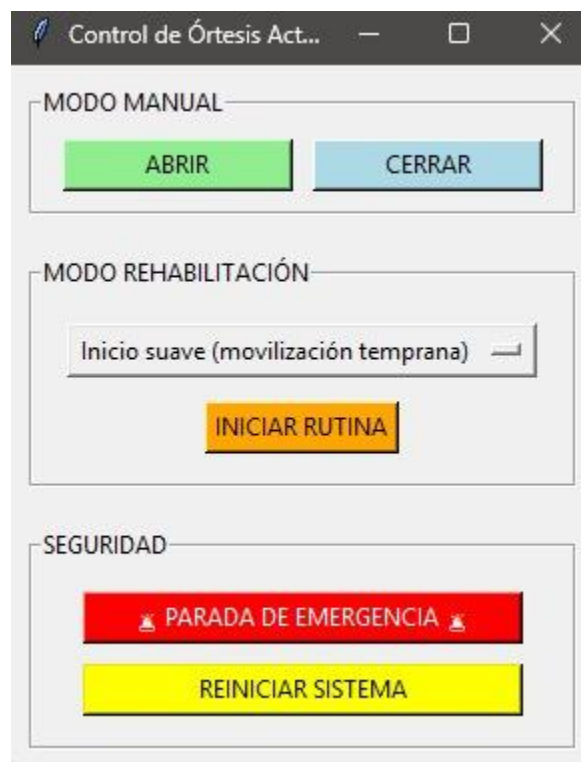 Control de Órtesis Act...
MODO MANUAL
ABRIR CERRAR
MODO REHABILITACIÓN
Inicio suave (movilización temprana)
INICIAR RUTINA
SEGURIDAD
🚨 PARADA DE EMERGENCIA 🚨
REINICIAR SISTEMA